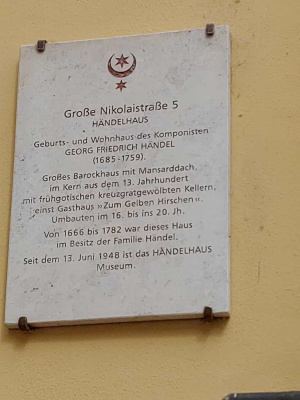 Große Nikolaistraße 5
HÄNDELHAUS
Geburts- und Wohnhaus des Komponisten
GEORG FRIEDRICH HÄNDEL
(1685-1759).
Großes Barockhaus mit Mansarddach,
im Kern aus dem 13. Jahrhundert
mit frühgotischen kreuzgratgewölbten Kellern,
einst Gasthaus »Zum Gelben Hirschen«.
Umbauten im 16. bis ins 20. Jh.
Von 1666 bis 1782 war dieses Haus
im Besitz der Familie Händel.
Seit dem 13. Juni 1948 ist das HÄNDELHAUS
Museum.